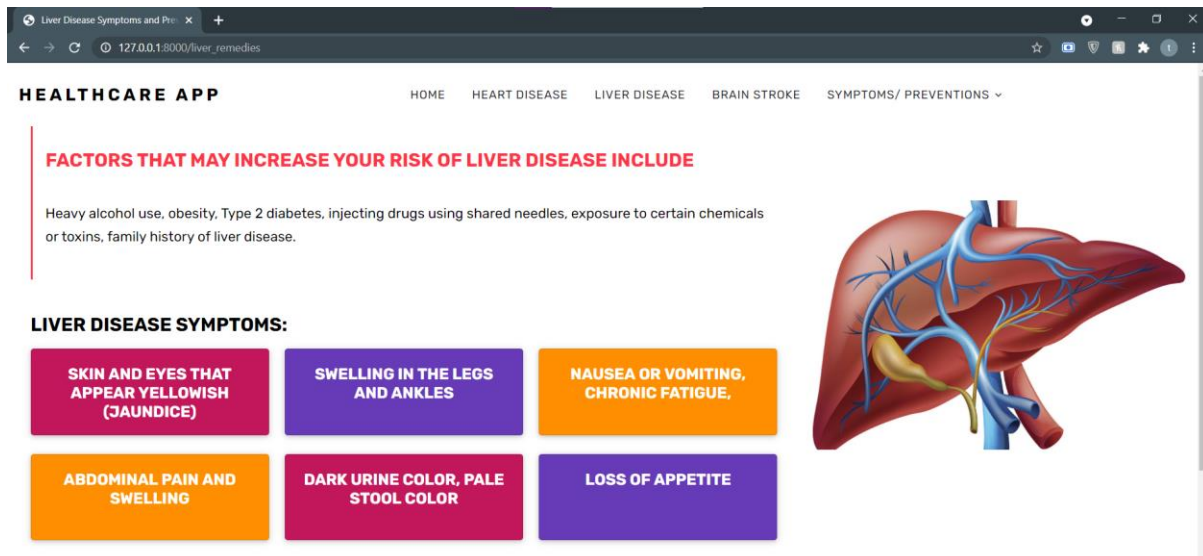 Liver Disease Symptoms and Pre
127.0.0.1:8000/liver_remedies
t
HEALTHCARE APP
HOME HEART DISEASE LIVER DISEASE BRAIN STROKE SYMPTOMS/ PREVENTIONS
FACTORS THAT MAY INCREASE YOUR RISK OF LIVER DISEASE INCLUDE
Heavy alcohol use, obesity, Type 2 diabetes, injecting drugs using shared needles, exposure to certain chemicals
or toxins, family history of liver disease.
LIVER DISEASE SYMPTOMS:
SKIN AND EYES THAT
APPEAR YELLOWISH
(JAUNDICE)
SWELLING IN THE LEGS
AND ANKLES
NAUSEA OR VOMITING,
CHRONIC FATIGUE,
ABDOMINAL PAIN AND
SWELLING
DARK URINE COLOR, PALE
STOOL COLOR
LOSS OF APPETITE